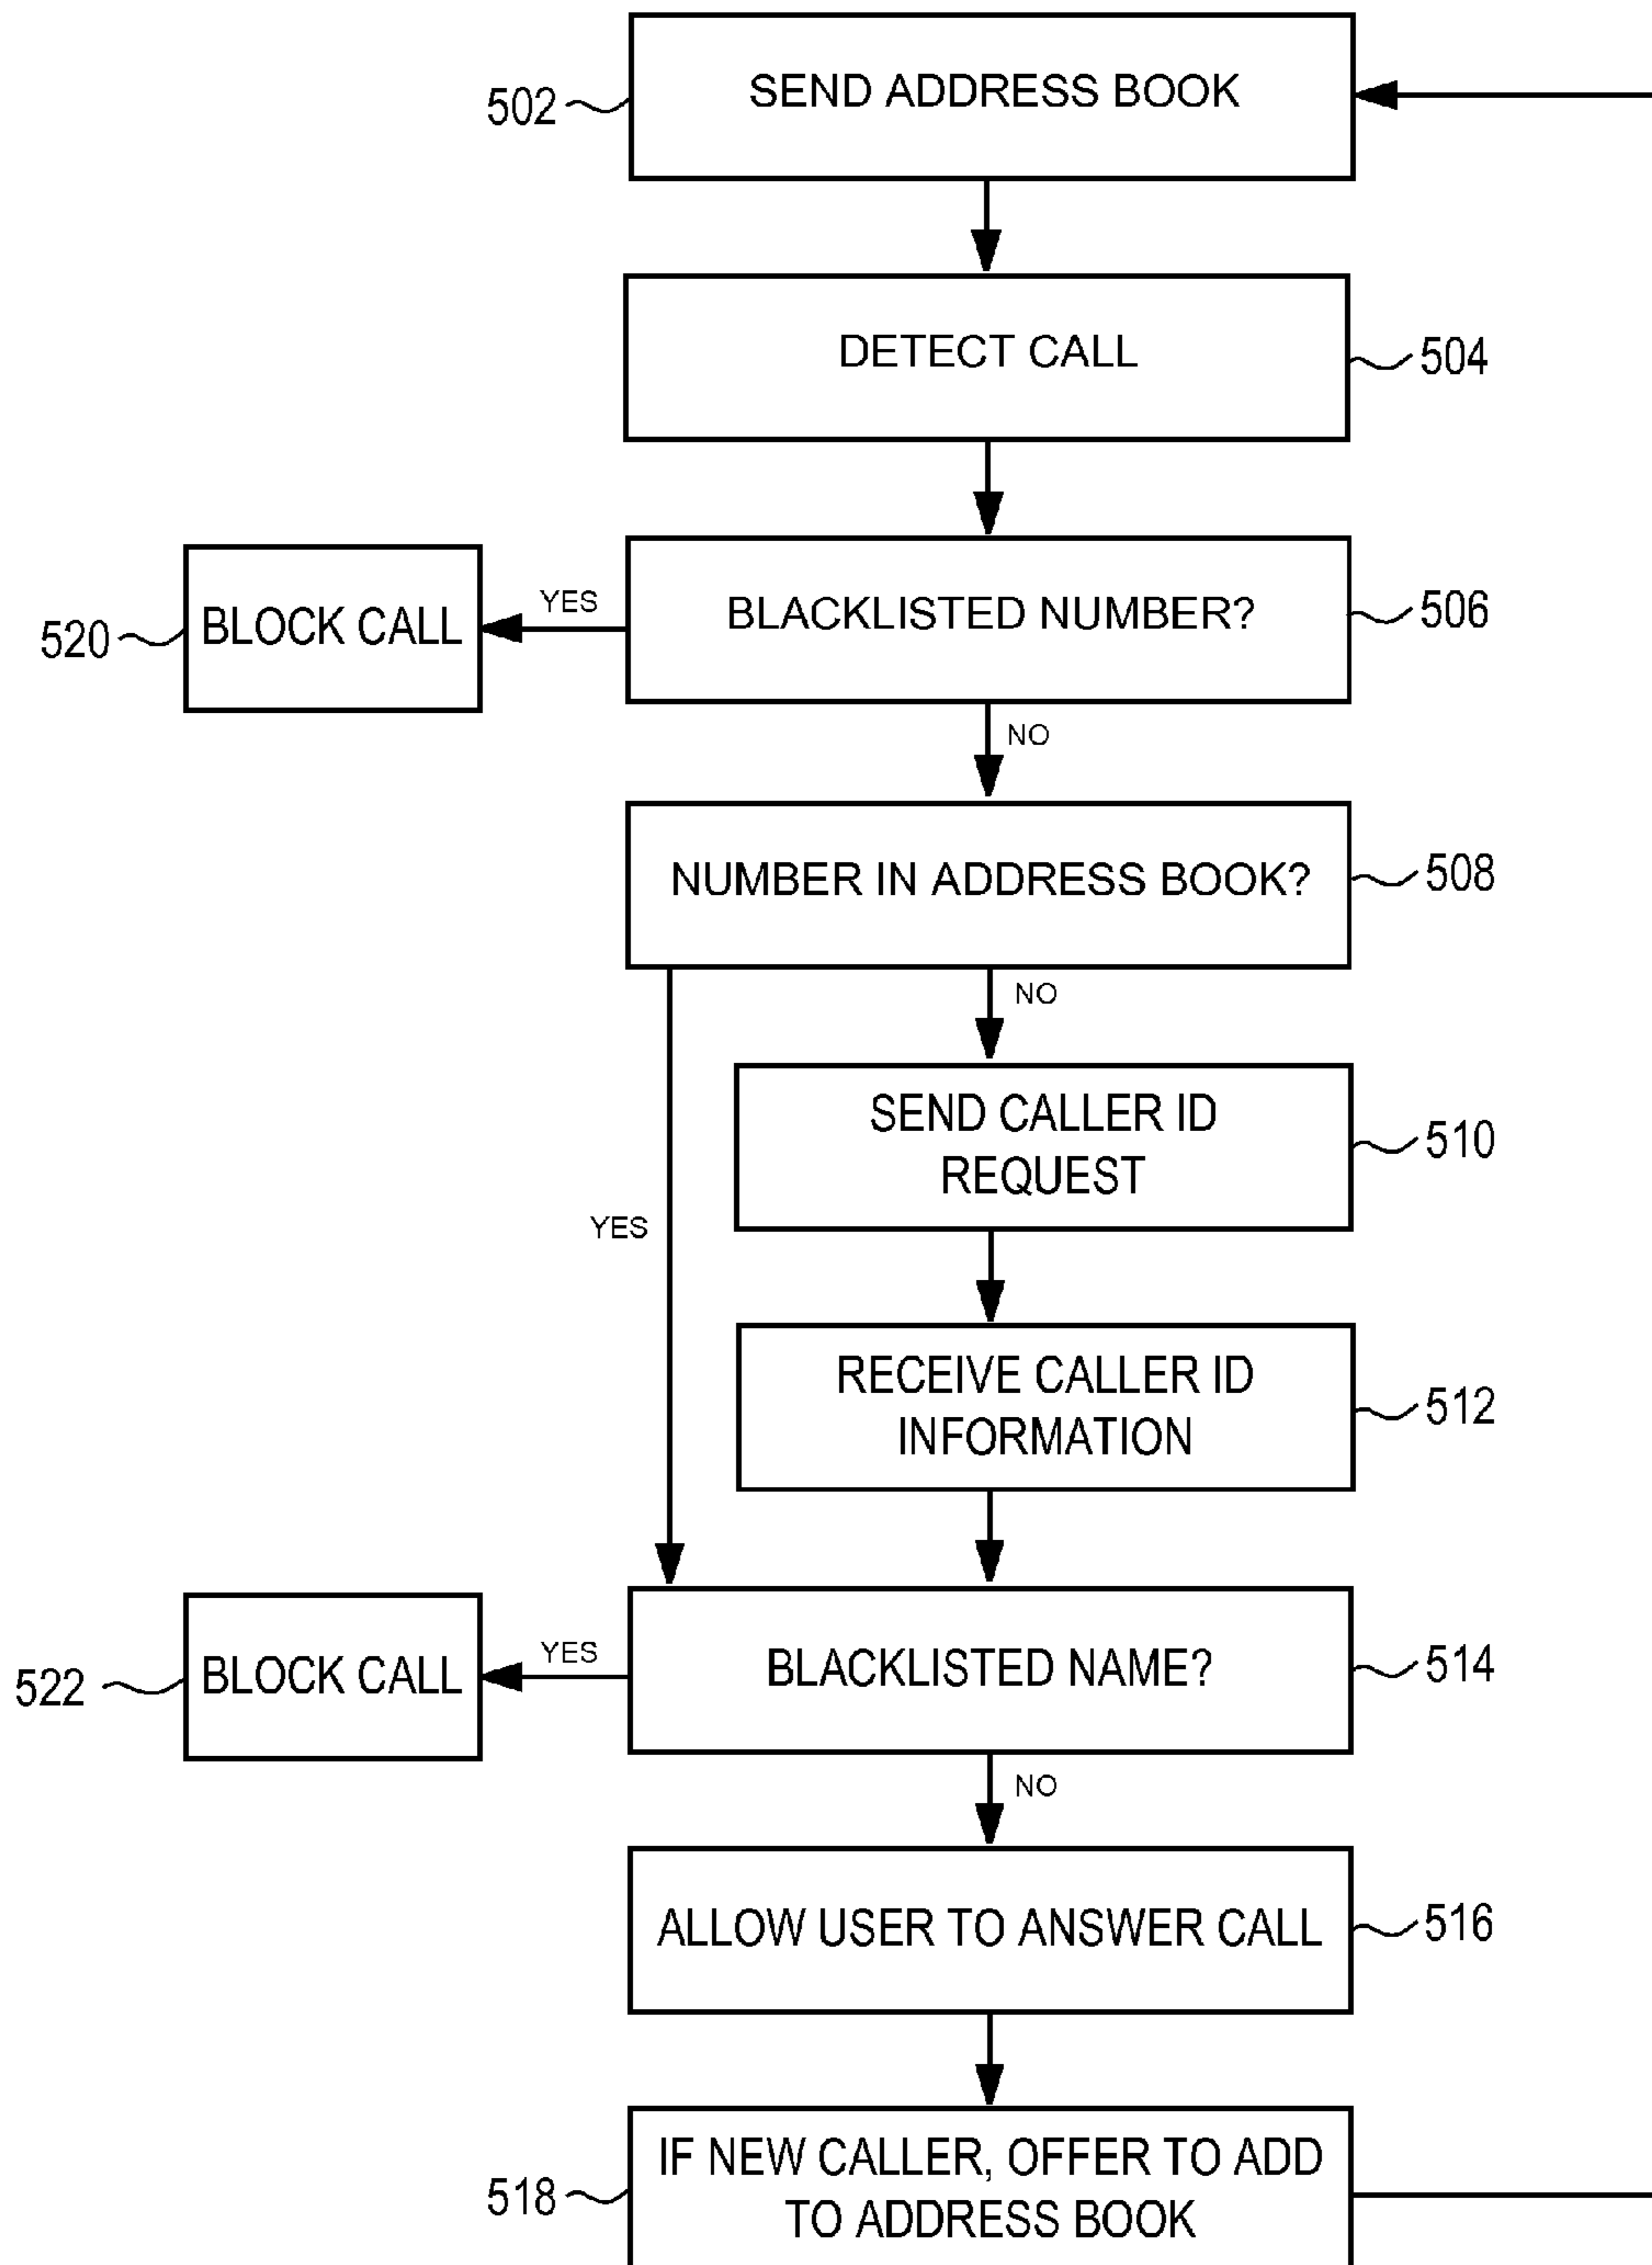 SEND ADDRESS BOOK
502
DETECT CALL
504
BLACKLISTED NUMBER?
506
YES
BLOCK CALL
520
NO
NUMBER IN ADDRESS BOOK?
508
NO
SEND CALLER ID
REQUEST
510
YES
RECEIVE CALLER ID
INFORMATION
512
BLACKLISTED NAME?
514
YES
BLOCK CALL
522
NO
ALLOW USER TO ANSWER CALL
516
IF NEW CALLER, OFFER TO ADD
TO ADDRESS BOOK
518